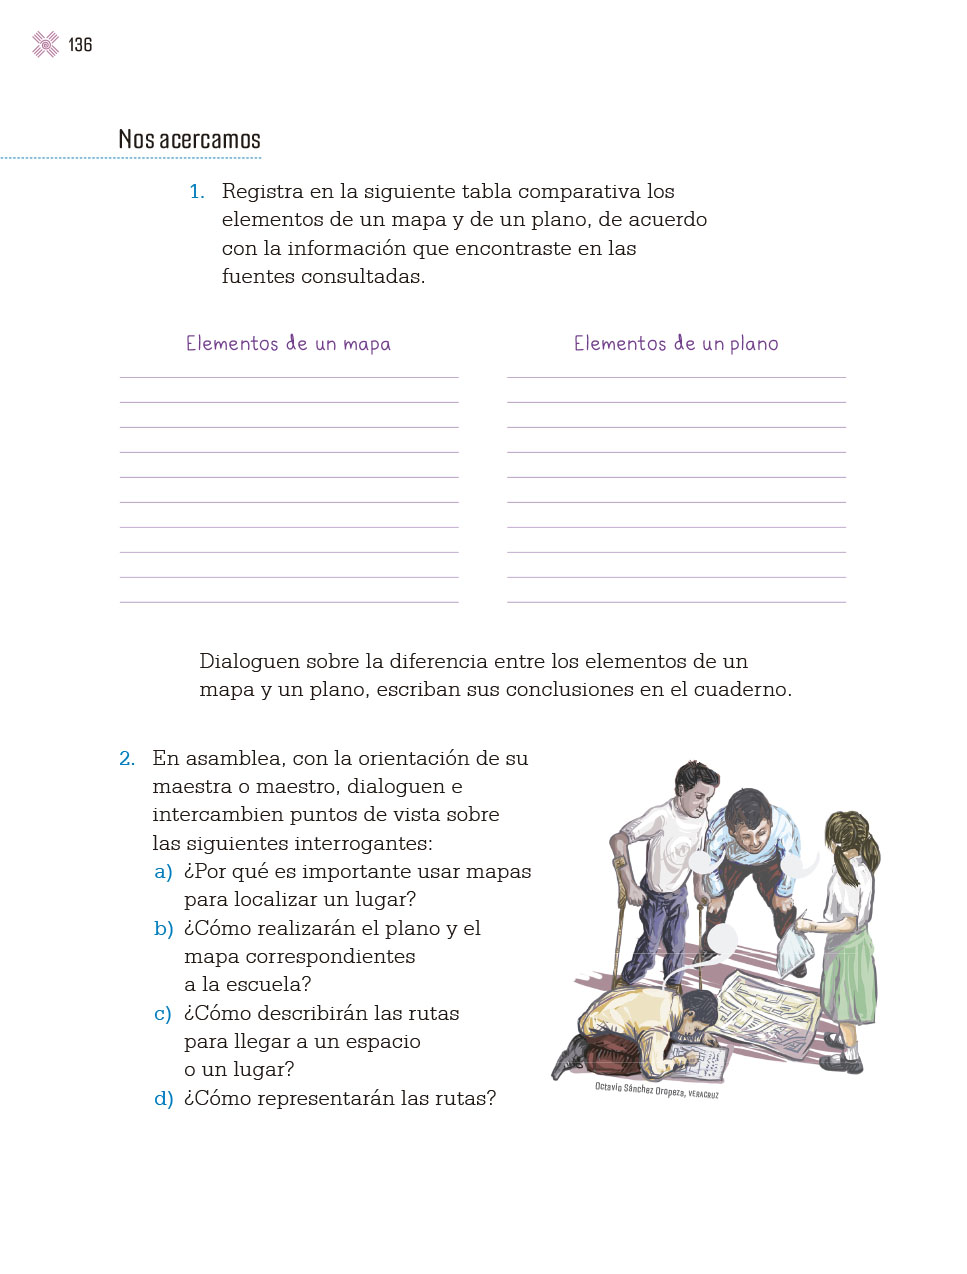 136
Nos acercamos
1. Registra en la siguiente tabla comparativa los
elementos de un mapa y de un plano, de acuerdo
con la información que encontraste en las
fuentes consultadas.
Elementos de un mapa
Elementos de un plano
Dialoguen sobre la diferencia entre los elementos de un
mapa y un plano, escriban sus conclusiones en el cuaderno.
2. En asamblea, con la orientación de su
maestra o maestro, dialoguen e
intercambien puntos de vista sobre
las siguientes interrogantes:
a) ¿Por qué es importante usar mapas
para localizar un lugar?
b) ¿Cómo realizarán el plano y el
mapa correspondientes
a la escuela?
c) ¿Cómo describirán las rutas
para llegar a un espacio
o un lugar?
d) ¿Cómo representarán las rutas?
Octavio Sánchez Oropeza, VERACRUZ